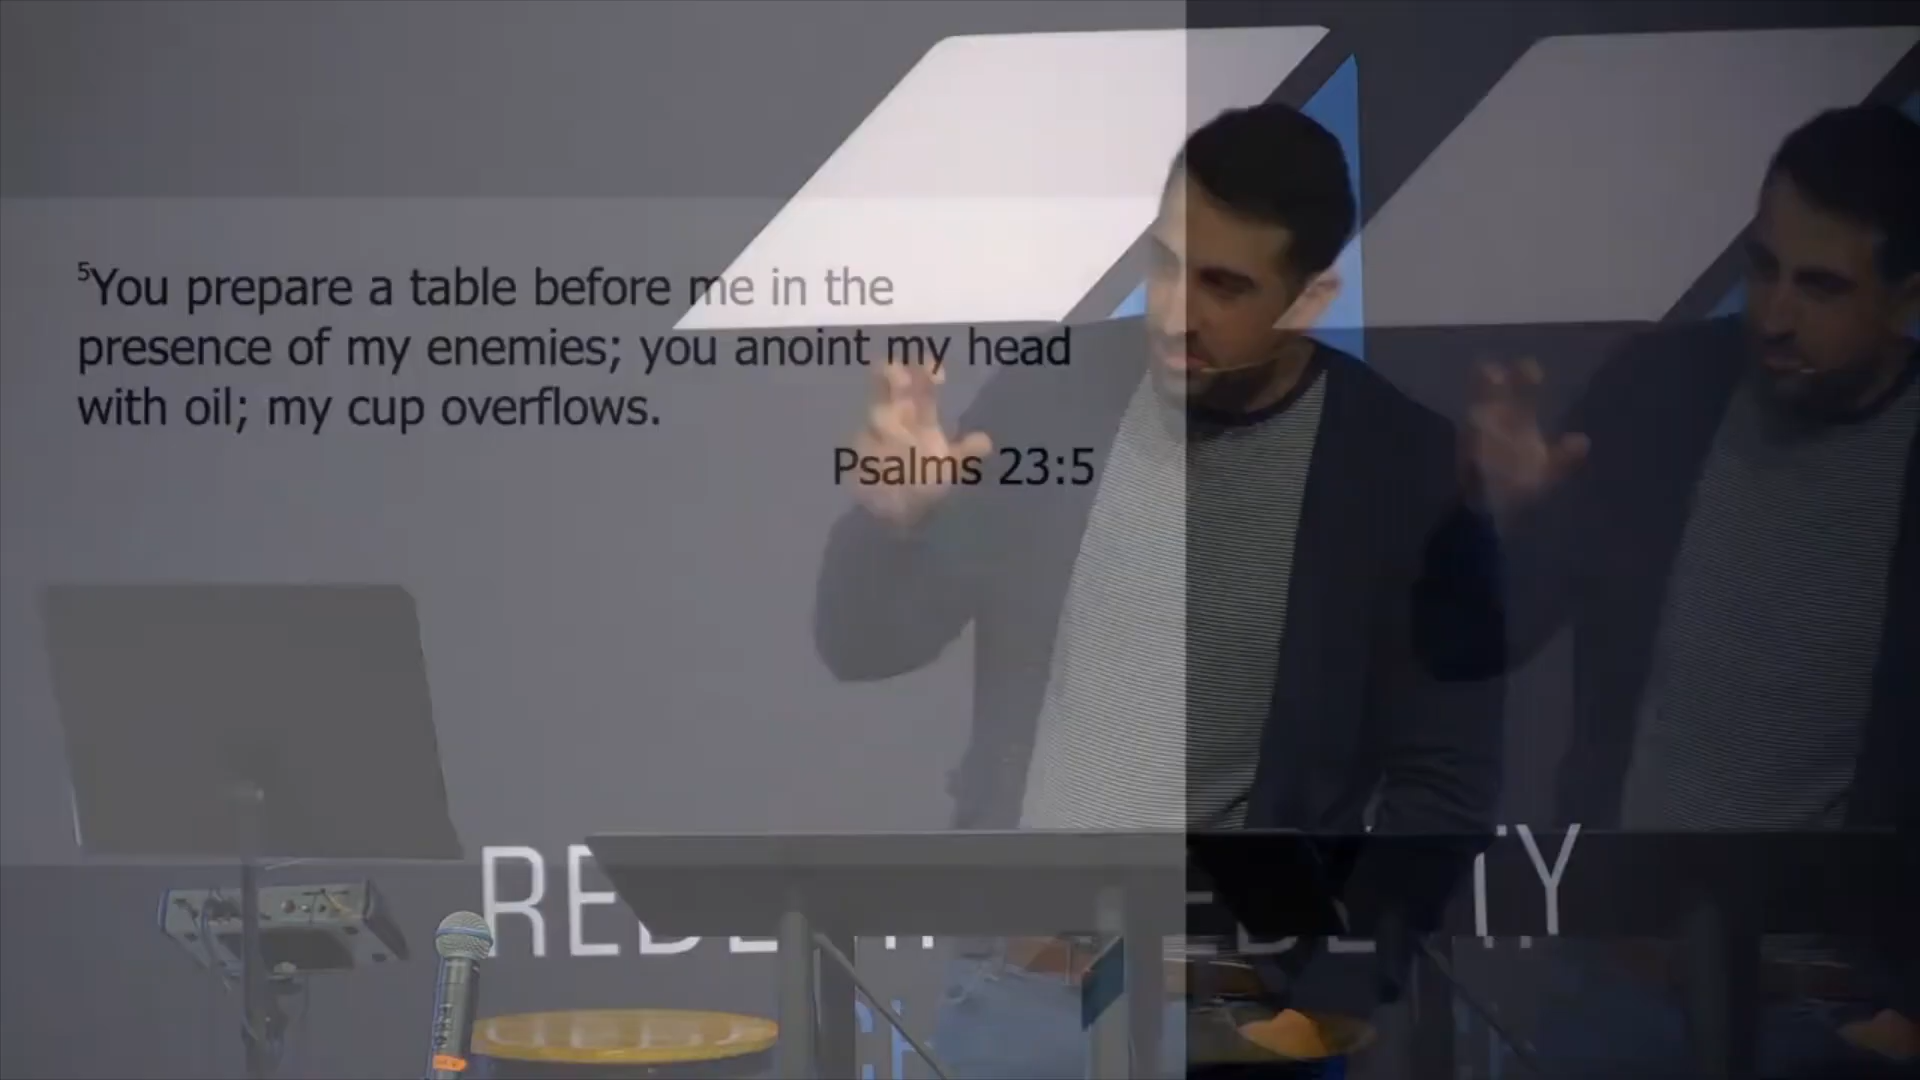 ⁵You prepare a table before me in the
presence of my enemies; you anoint my head
with oil; my cup overflows.
Psalms 23:5